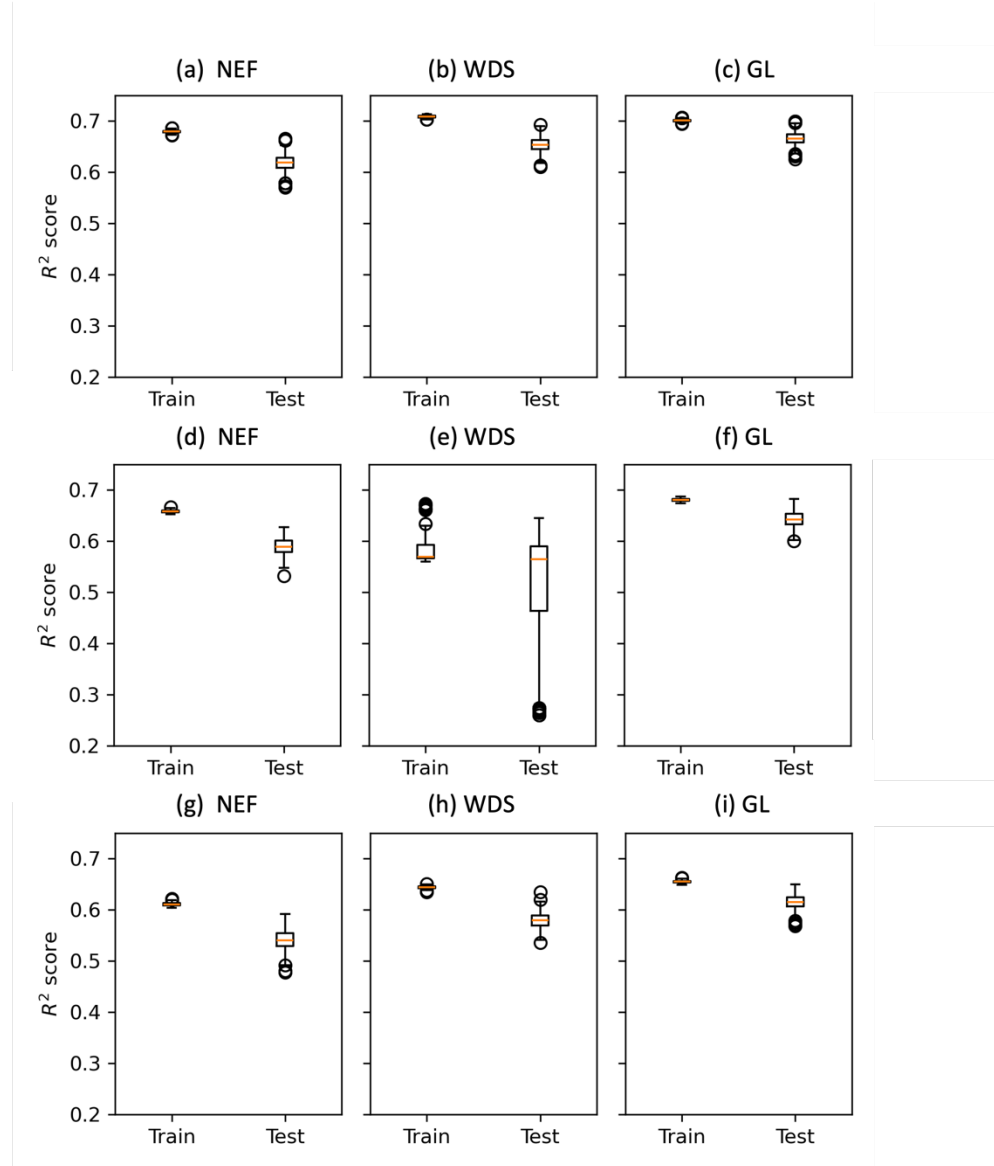 (a) NEF (b) WDS (c) GL
0.7
0.6
0.5
0.4
0.3
0.2
R² score
Train Test Train Test Train Test
(d) NEF (e) WDS (f) GL
0.7
0.6
0.5
0.4
0.3
0.2
R² score
Train Test Train Test Train Test
(g) NEF (h) WDS (i) GL
0.7
0.6
0.5
0.4
0.3
0.2
R² score
Train Test Train Test Train Test